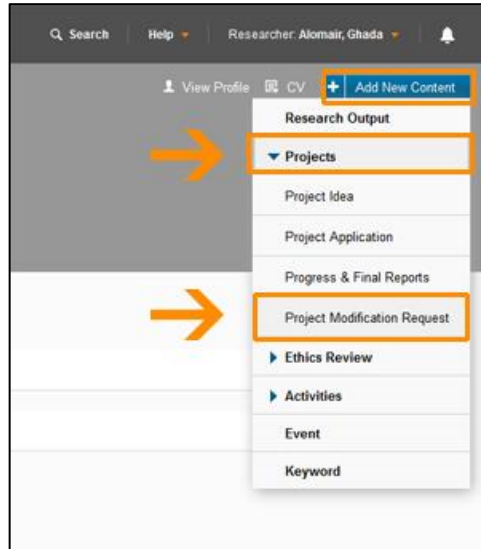 Search Help Researcher: Alomair, Ghada
View Profile CV + Add New Content
Research Output
Projects
Project Idea
Project Application
Progress & Final Reports
Project Modification Request
Ethics Review
Activities
Event
Keyword